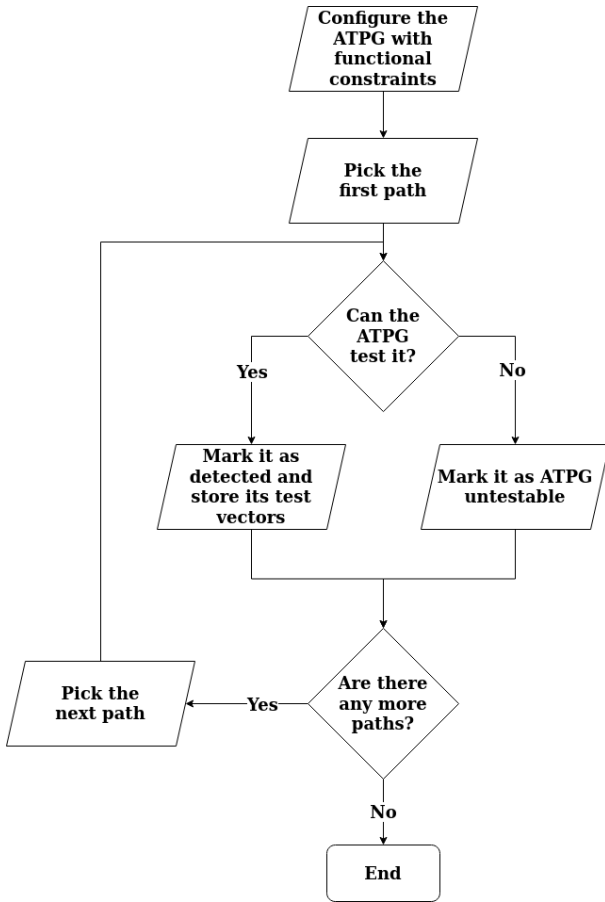 Configure the
ATPG with
functional
constraints
Pick the
first path
Can the
ATPG
test it?
Yes
No
Mark it as
detected and
store its test
vectors
Mark it as ATPG
untestable
Are there
any more
paths?
Yes
Pick the
next path
No
End